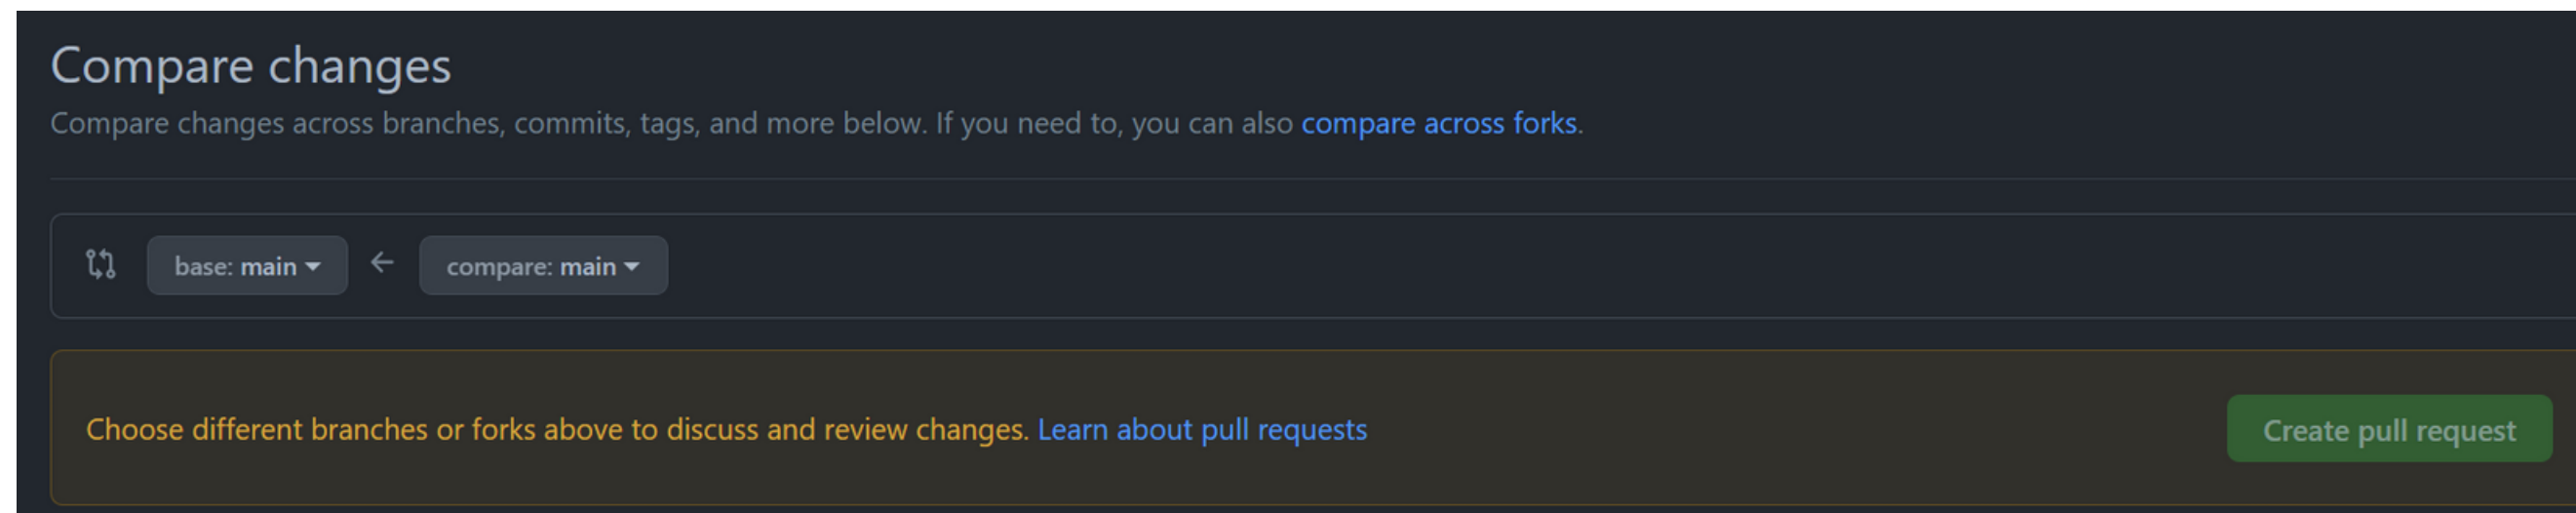 Compare changes
Compare changes across branches, commits, tags, and more below. If you need to, you can also compare across forks.
base: main compare: main
Choose different branches or forks above to discuss and review changes. Learn about pull requests Create pull request